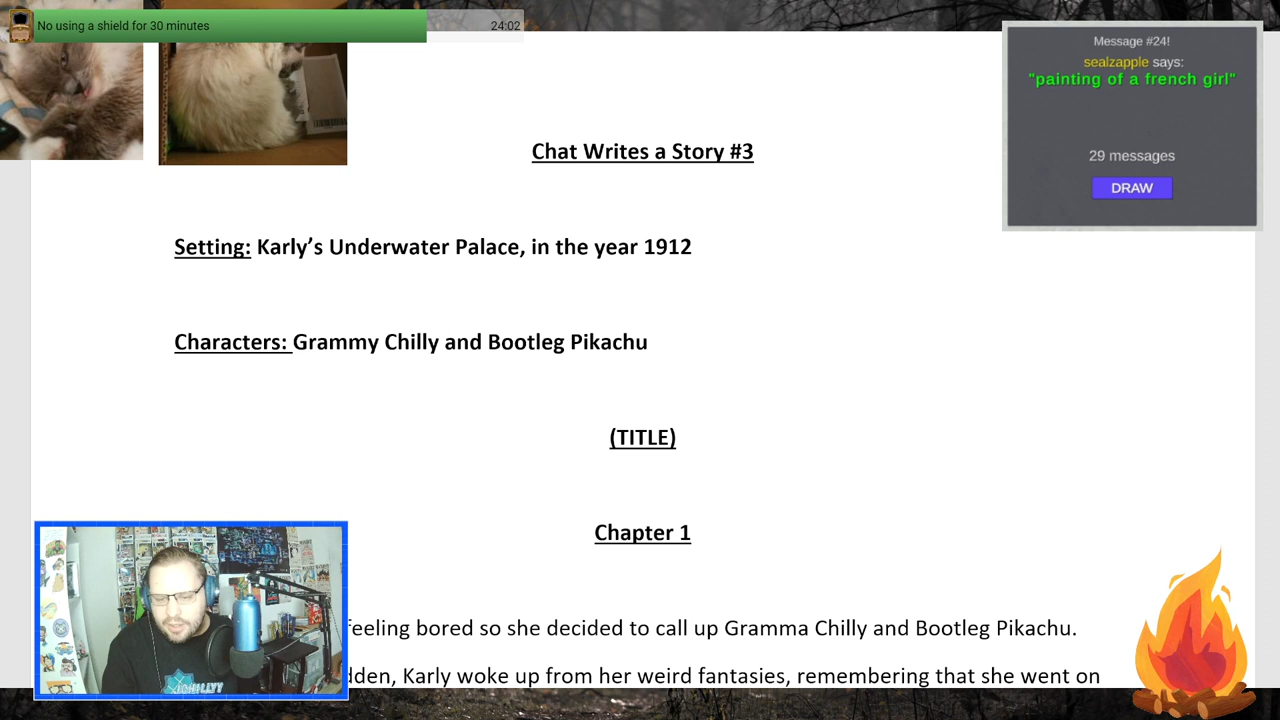 No using a shield for 30 minutes 24:02
Message #24!
sealzapple says:
"painting of a french girl"
29 messages
DRAW
Chat Writes a Story #3
Setting: Karly’s Underwater Palace, in the year 1912
Characters: Grammy Chilly and Bootleg Pikachu
(TITLE)
Chapter 1
feeling bored so she decided to call up Gramma Chilly and Bootleg Pikachu.
dden, Karly woke up from her weird fantasies, remembering that she went on